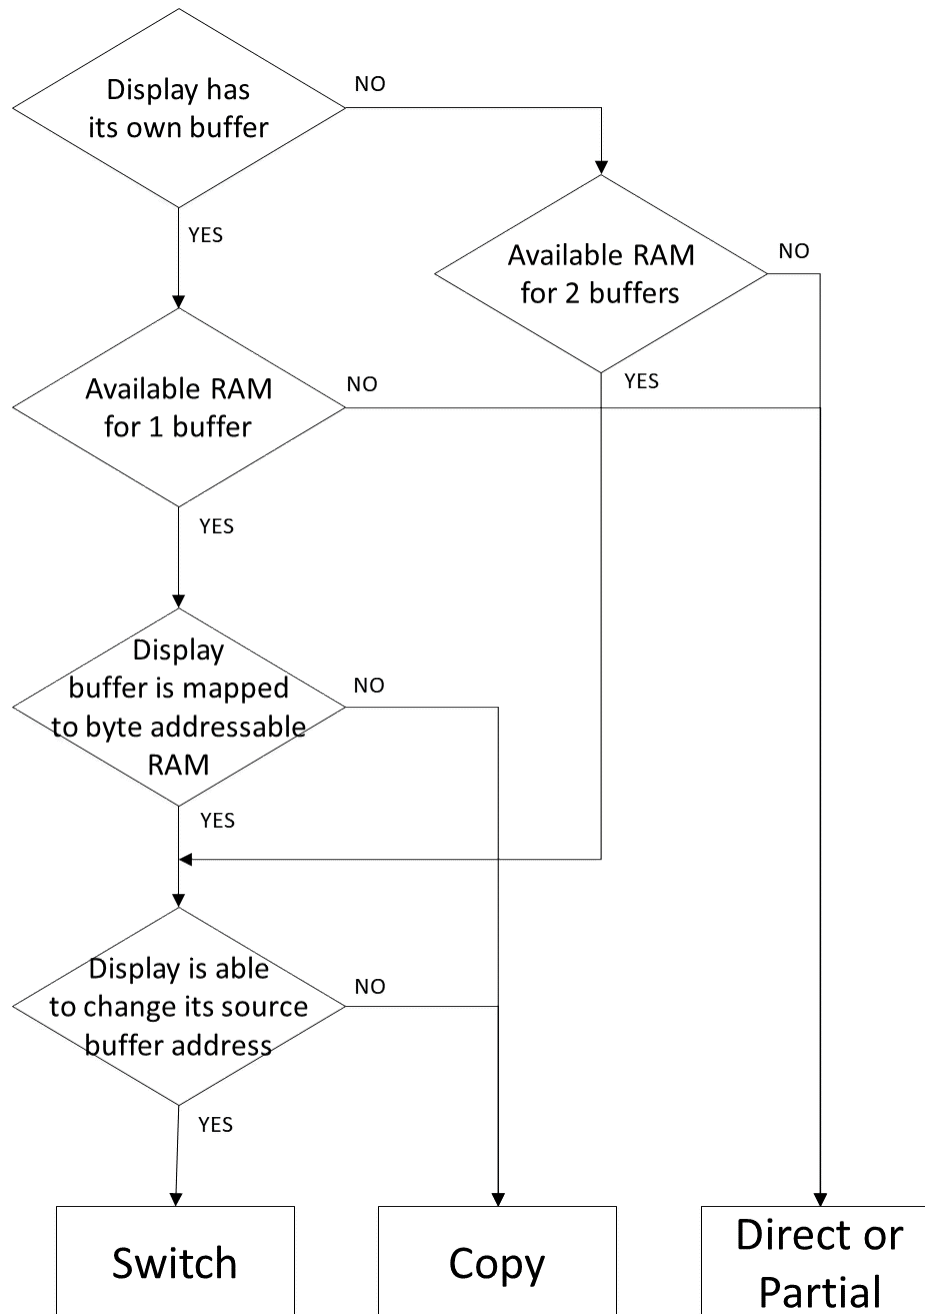 Display has
its own buffer
NO
YES
Available RAM
for 2 buffers
NO
YES
Available RAM
for 1 buffer
NO
YES
Display
buffer is mapped
to byte addressable
RAM
NO
YES
Display is able
to change its source
buffer address
NO
YES
Switch
Copy
Direct or
Partial